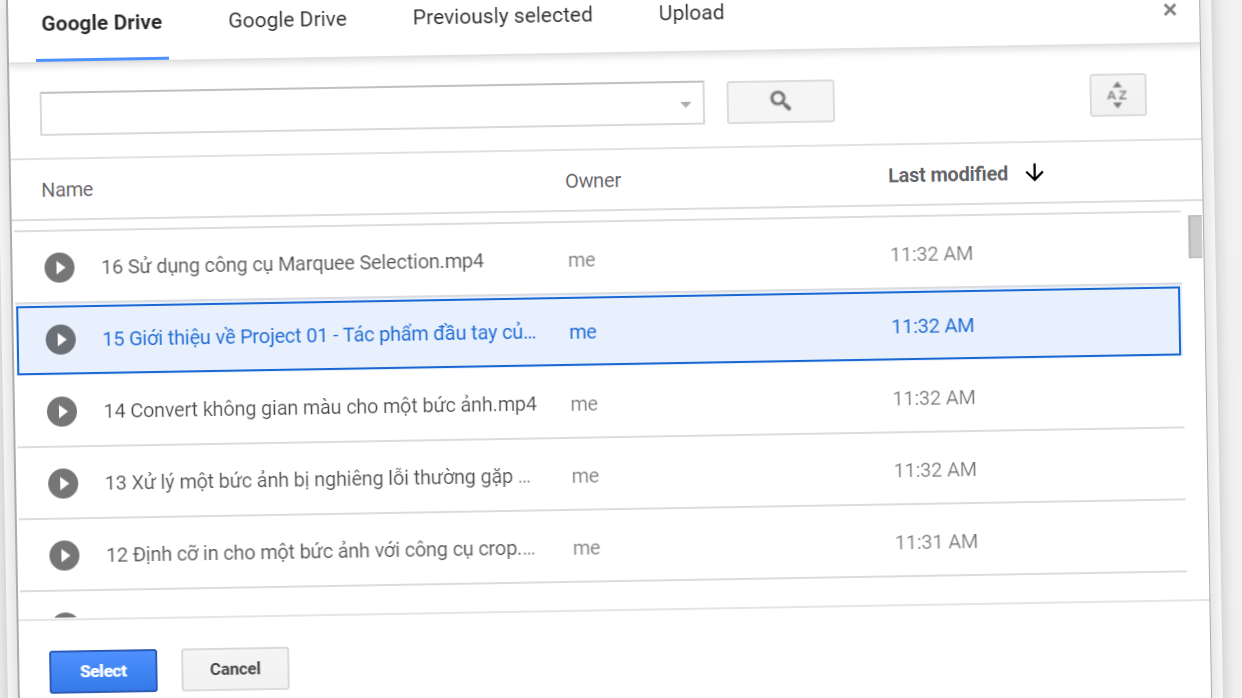 Google Drive Google Drive Previously selected Upload
AZ
Name Owner Last modified
16 Sử dụng công cụ Marquee Selection.mp4 me 11:32 AM
15 Giới thiệu về Project 01 - Tác phẩm đầu tay củ... me 11:32 AM
14 Convert không gian màu cho một bức ảnh.mp4 me 11:32 AM
13 Xử lý một bức ảnh bị nghiêng lỗi thường gặp ... me 11:32 AM
12 Định cỡ in cho một bức ảnh với công cụ crop.... me 11:31 AM
Select Cancel